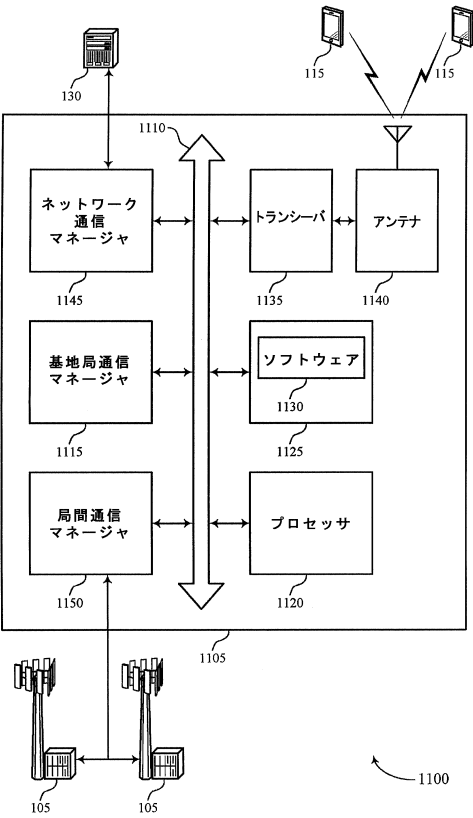 115
115
130
1110
ネットワーク
通信
マネージャ
1145
トランシーバ
1135
アンテナ
1140
基地局通信
マネージャ
1115
ソフトウェア
1130
1125
局間通信
マネージャ
1150
プロセッサ
1120
1105
105
105
1100